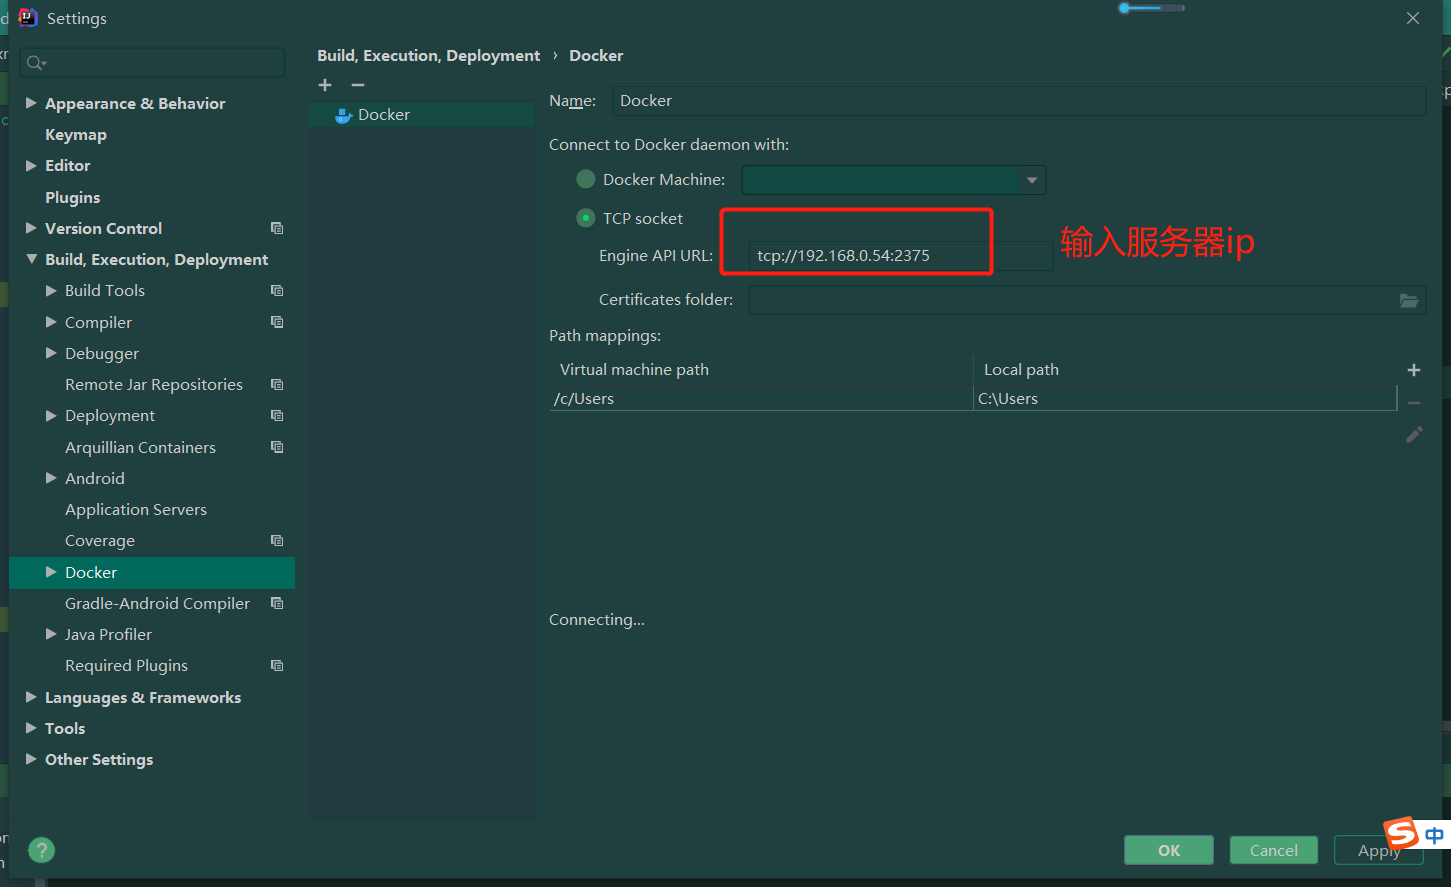 Settings
Build, Execution, Deployment › Docker
Appearance & Behavior
Keymap
Editor
Plugins
Version Control
Build, Execution, Deployment
Build Tools
Compiler
Debugger
Remote Jar Repositories
Deployment
Arquillian Containers
Android
Application Servers
Coverage
Docker
Gradle-Android Compiler
Java Profiler
Required Plugins
Languages & Frameworks
Tools
Other Settings
Docker
Name: Docker
Connect to Docker daemon with:
Docker Machine:
TCP socket
Engine API URL: tcp://192.168.0.54:2375
输入服务器ip
Certificates folder:
Path mappings:
Virtual machine path Local path
/c/Users C:\Users
Connecting...
?
OK Cancel Apply
S 中